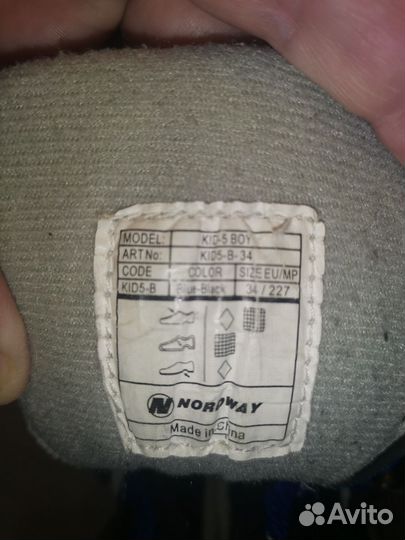 MODEL: KID-5 BOY
ART No: KID5-B-34
CODE COLOR SIZE EU/MP
KID5-B Blue-Black 34 / 227
NORDWAY
Made in China
Avito